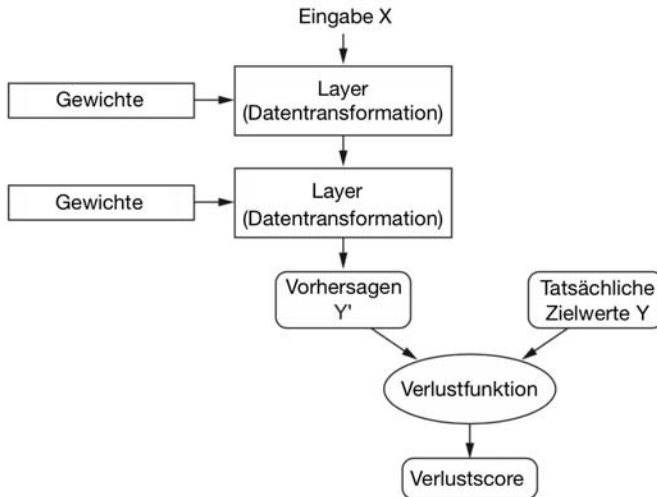 Eingabe X
Gewichte
Layer
(Datentransformation)
Gewichte
Layer
(Datentransformation)
Vorhersagen
Y'
Tatsächliche
Zielwerte Y
Verlustfunktion
Verlustscore